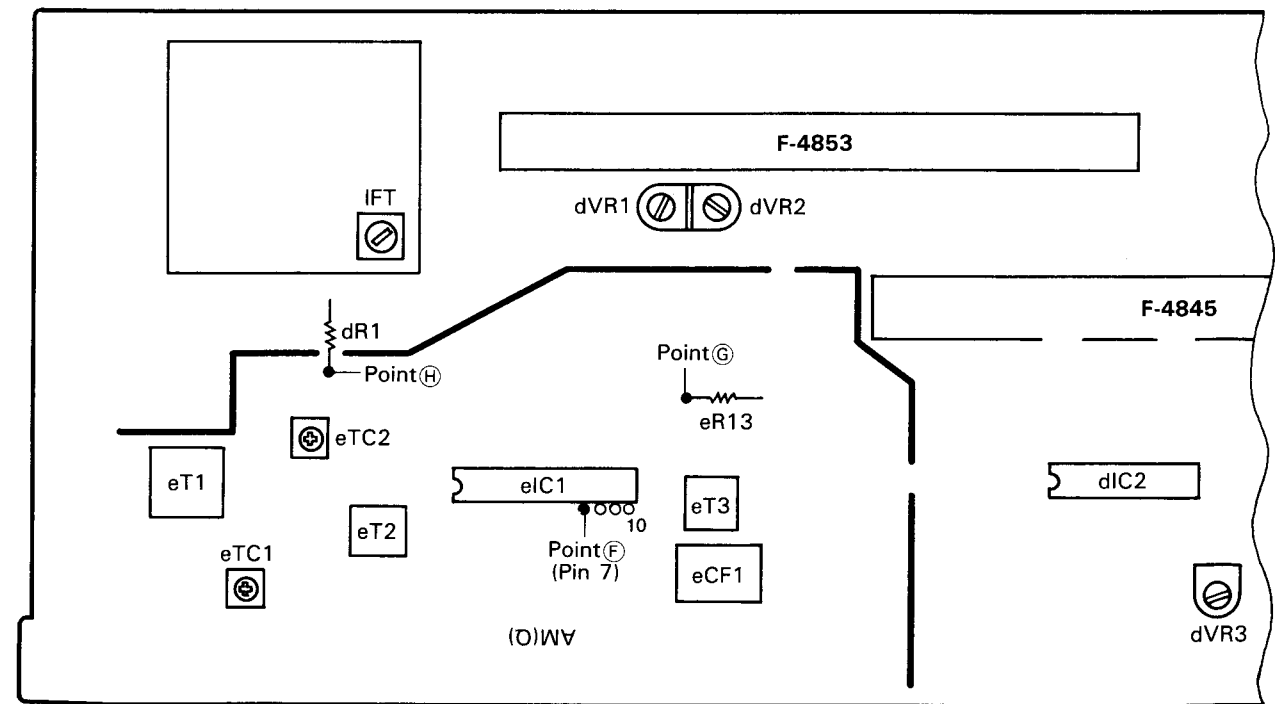 F-4853
IFT
dVR1
dVR2
F-4845
dR1
Point Ⓗ
Point Ⓖ
eR13
eTC2
eT1
eIC1
dIC2
eT3
eT2
10
Point Ⓕ
(Pin 7)
eTC1
eCF1
AM(Q)
dVR3